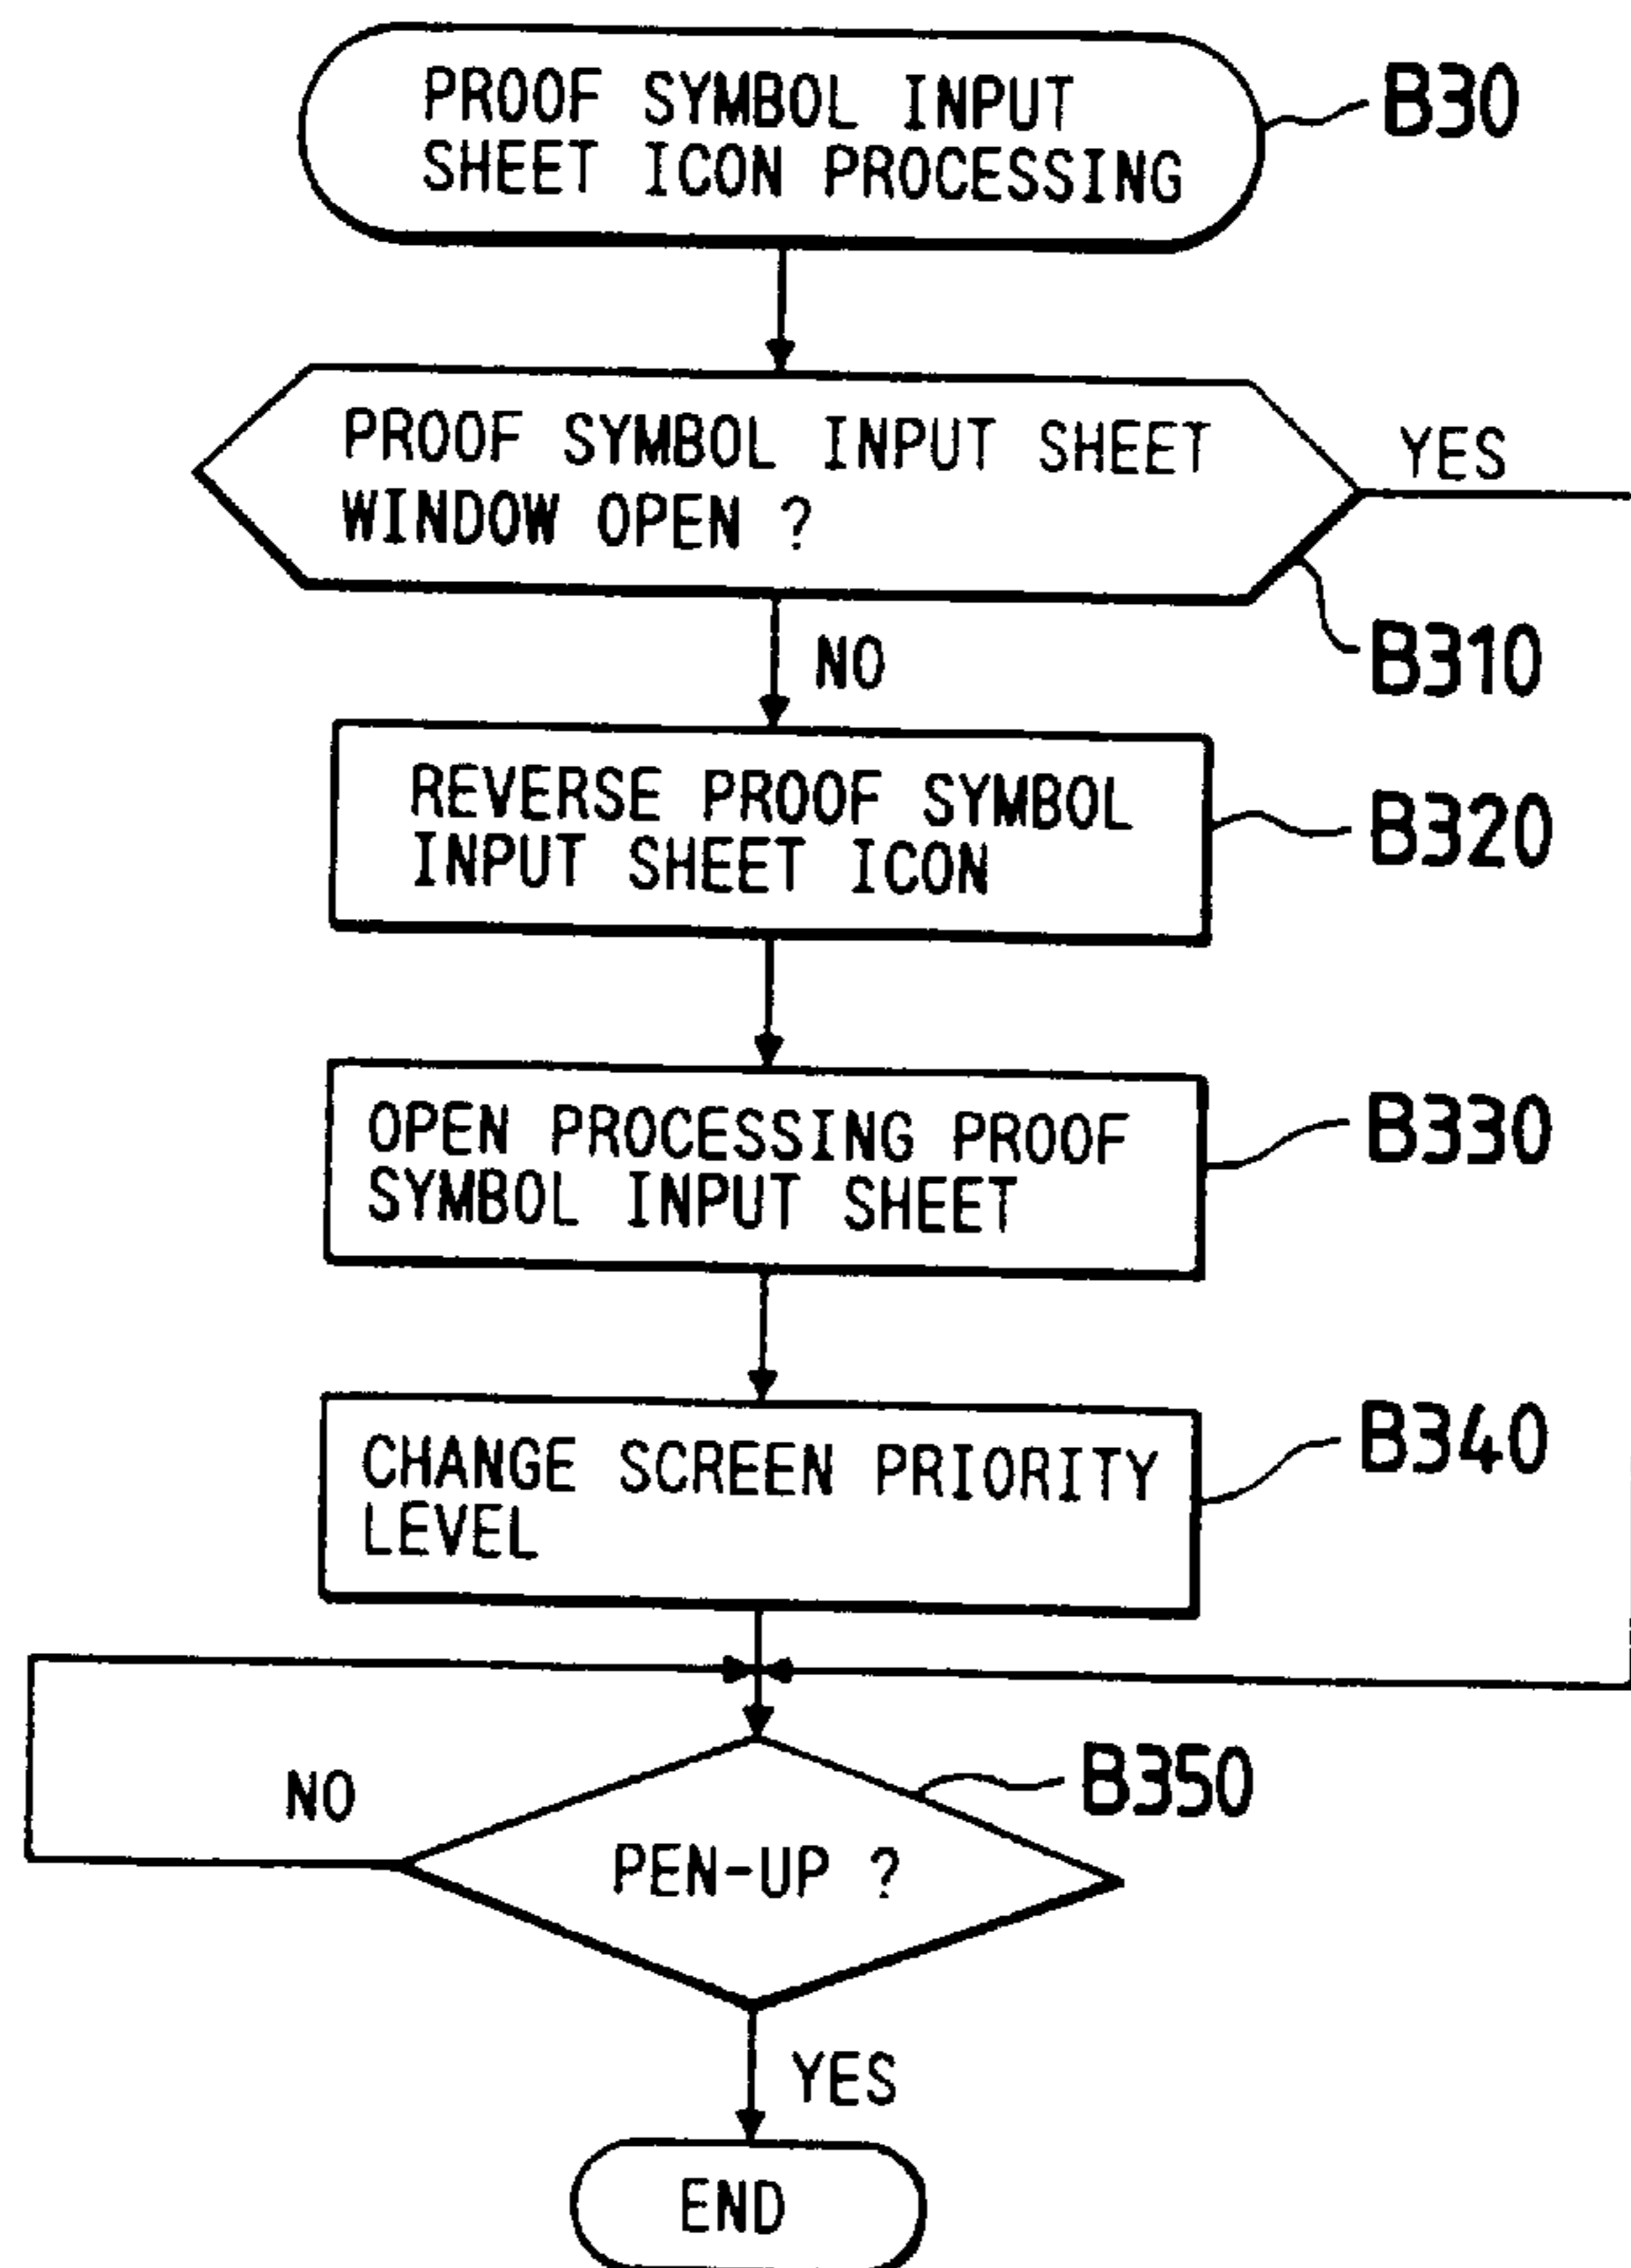 PROOF SYMBOL INPUT
SHEET ICON PROCESSING
B30
PROOF SYMBOL INPUT SHEET
WINDOW OPEN ?
YES
B310
NO
REVERSE PROOF SYMBOL
INPUT SHEET ICON
B320
OPEN PROCESSING PROOF
SYMBOL INPUT SHEET
B330
CHANGE SCREEN PRIORITY
LEVEL
B340
B350
NO
PEN-UP ?
YES
END